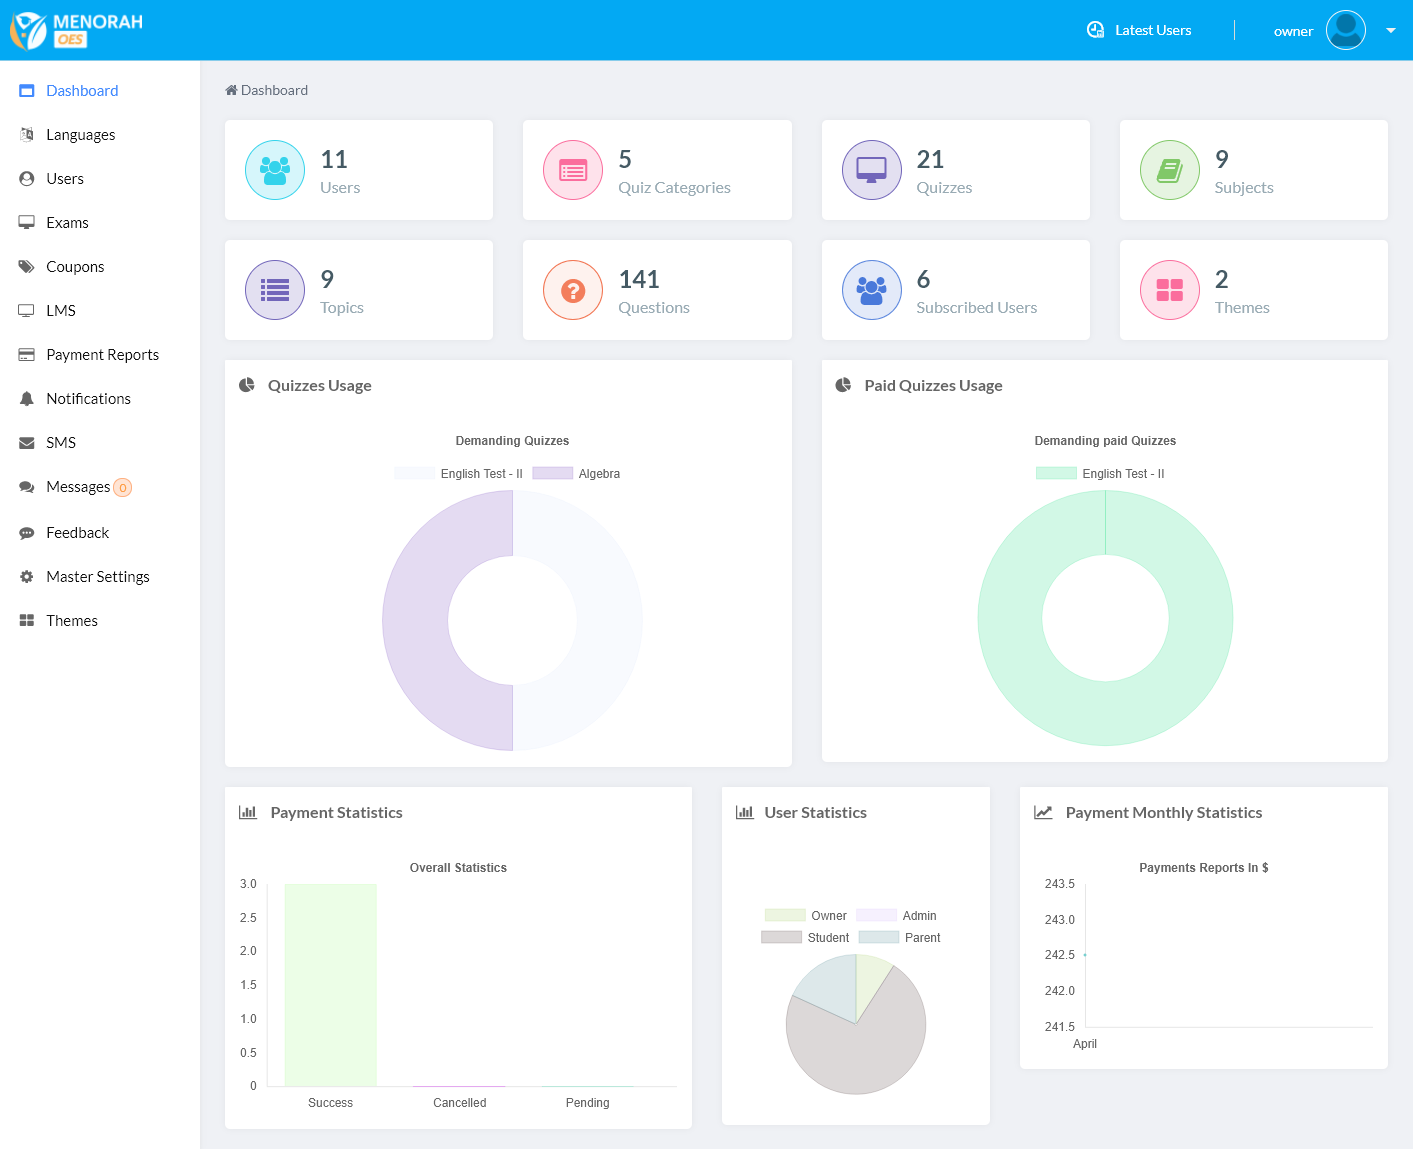 MENORAH
OES
Latest Users
owner
Dashboard
Languages
Users
Exams
Coupons
LMS
Payment Reports
Notifications
SMS
Messages 0
Feedback
Master Settings
Themes
Dashboard
11
Users
5
Quiz Categories
21
Quizzes
9
Subjects
9
Topics
141
Questions
6
Subscribed Users
2
Themes
Quizzes Usage
Demanding Quizzes
English Test - II Algebra
Paid Quizzes Usage
Demanding paid Quizzes
English Test - II
Payment Statistics
Overall Statistics
3.0
2.5
2.0
1.5
1.0
0.5
0
Success Cancelled Pending
User Statistics
Owner Admin
Student Parent
Payment Monthly Statistics
Payments Reports In $
243.5
243.0
242.5
242.0
241.5
April